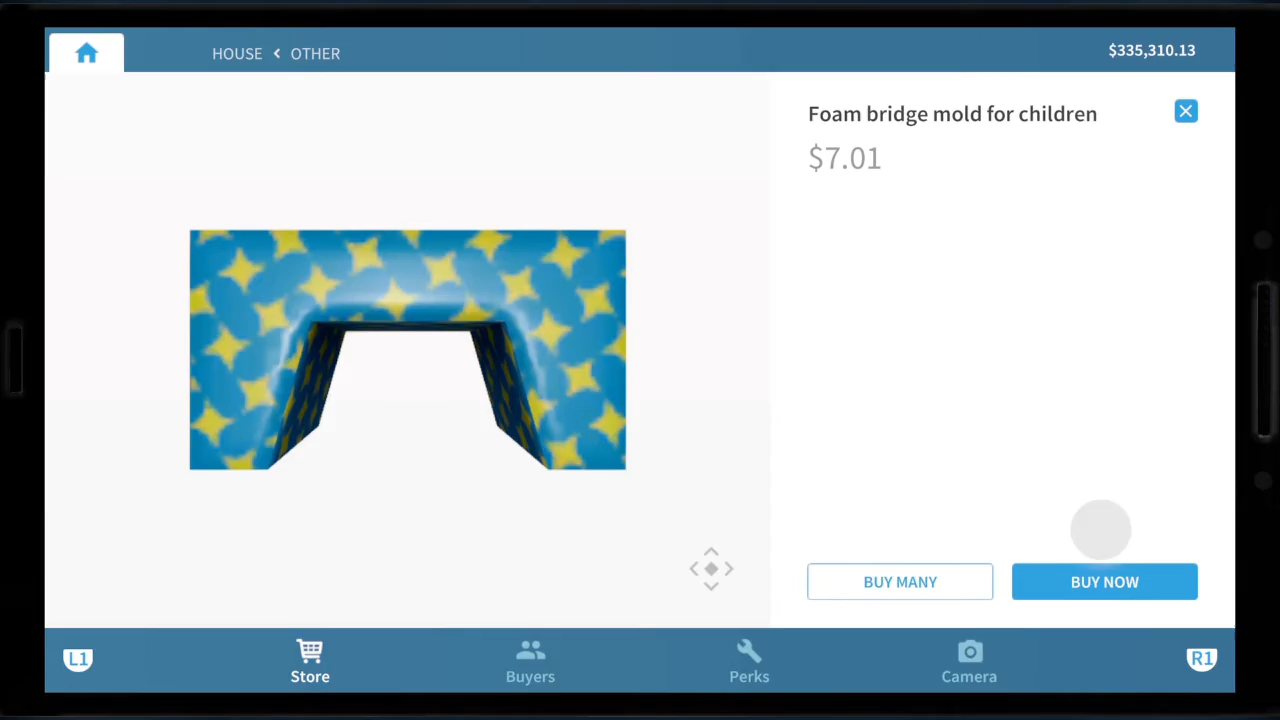 HOUSE OTHER
$335,310.13
Foam bridge mold for children
$7.01
BUY MANY
BUY NOW
L1
Store
Buyers
Perks
Camera
R1